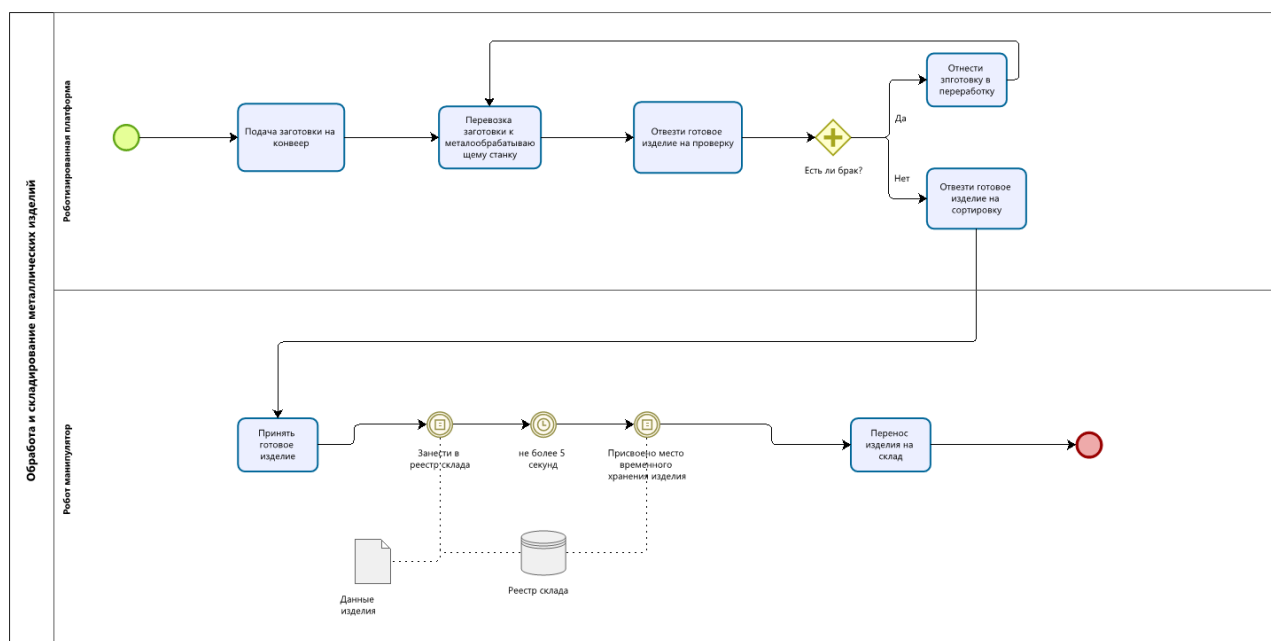 Обработа и складирование металлических изделий
Роботизированная платформа
Подача заготовки на
конвеер
Перевозка
заготовки к
металообрабатываю
щему станку
Отвезти готовое
изделие на проверку
Есть ли брак?
Да
Отнести
зпготовку в
переработку
Нет
Отвезти готовое
изделие на
сортировку
Робот манипулятор
Принять
готовое
изделие
Занести в
реестр склада
не более 5
секунд
Присвоено место
временного
хранения изделия
Перенос
изделия на
склад
Данные
изделия
Реестр склада